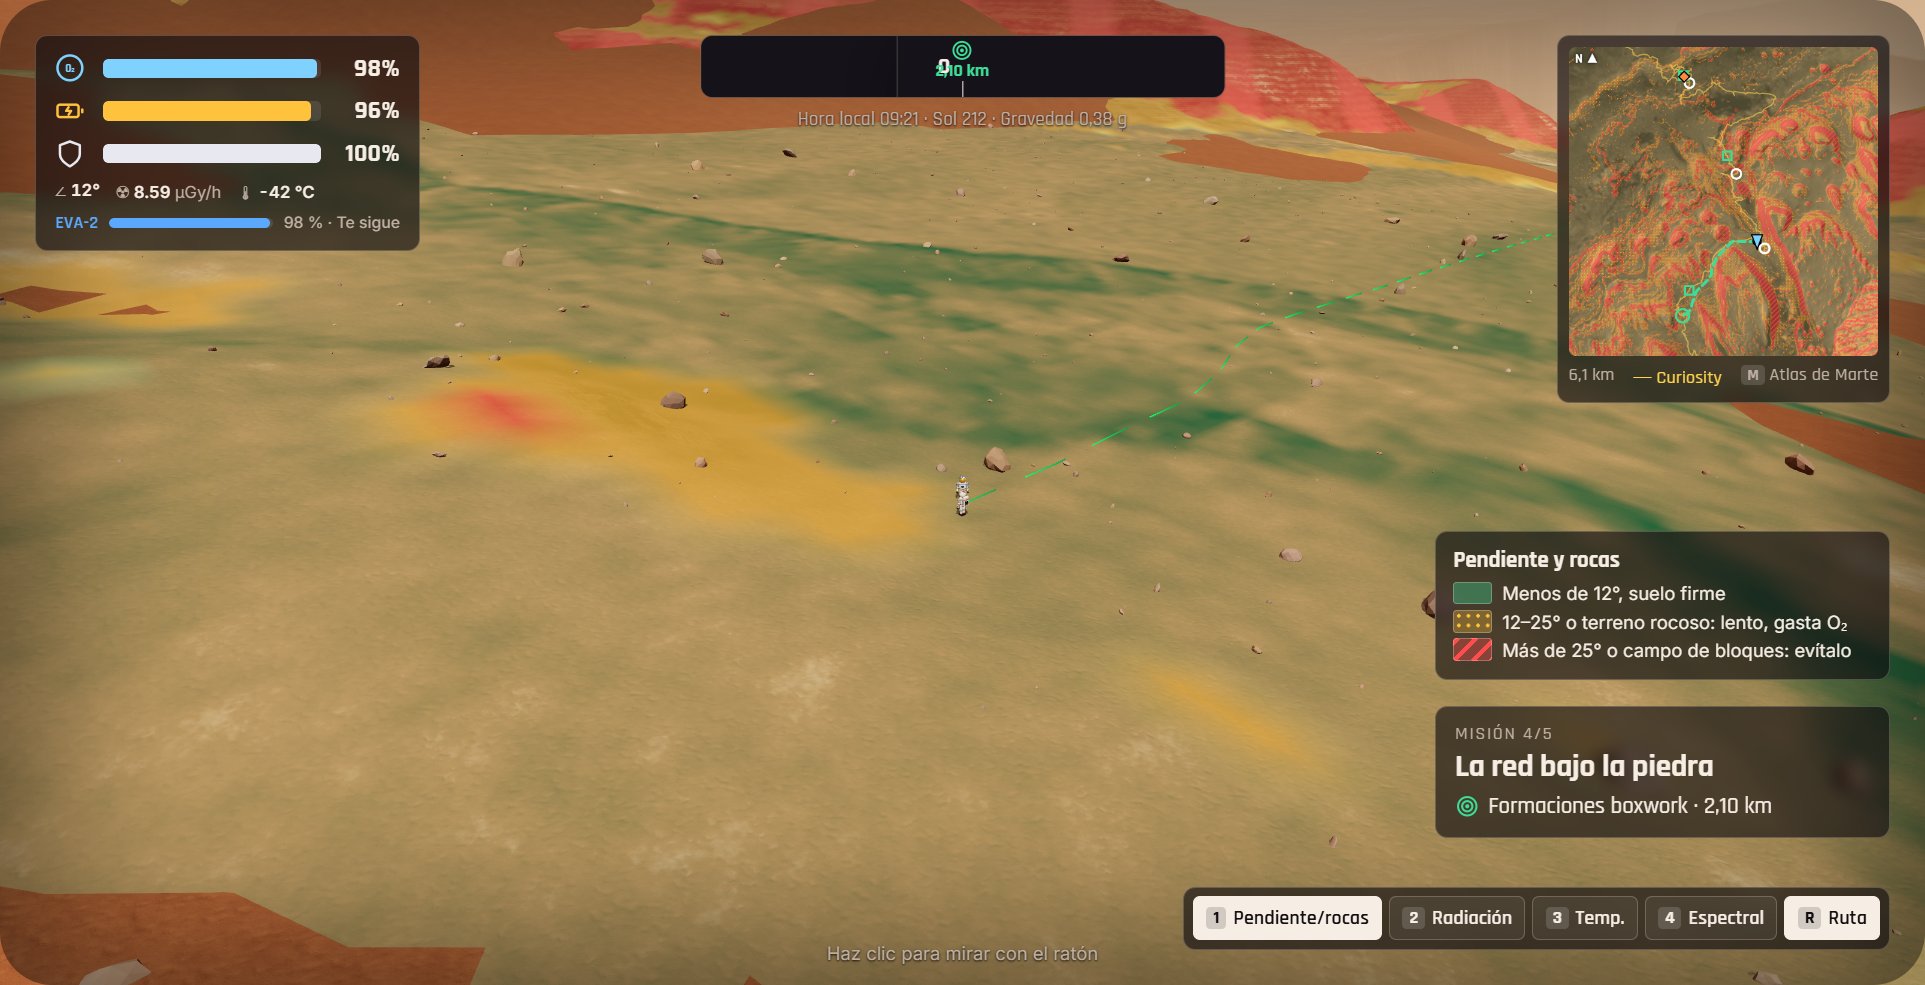 O₂ 98%
96%
100%
∠ 12° 8.59 µGy/h -42 °C
EVA-2 98 % · Te sigue
2,10 km
Hora local 09:21 · Sol 212 · Gravedad 0,38 g
N ▲
6,1 km — Curiosity M Atlas de Marte
Pendiente y rocas
Menos de 12°, suelo firme
12–25° o terreno rocoso: lento, gasta O₂
Más de 25° o campo de bloques: evítalo
MISIÓN 4/5
La red bajo la piedra
Formaciones boxwork · 2,10 km
1 Pendiente/rocas 2 Radiación 3 Temp. 4 Espectral R Ruta
Haz clic para mirar con el ratón